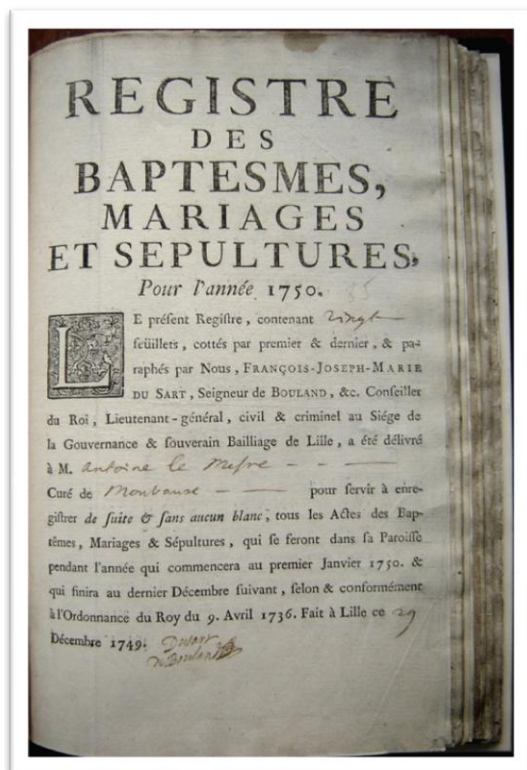 REGISTRE
DES
BAPTESMES,
MARIAGES
ET SEPULTURES,
Pour l'année 1750.
LE préſent Regiſtre, contenant vingt
feüillets, cottés par premier & dernier, & pa-
raphés par Nous, FRANÇOIS-JOSEPH-MARIE
DU SART, Seigneur de BOULAND, &c. Conſeiller
du Roi, Lieutenant-général, civil & criminel au Siége de
la Gouvernance & ſouverain Bailliage de Lille, a été délivré
à M. antoine le Mesre
Curé de Monbause pour ſervir à enre-
giſtrer de ſuite & ſans aucun blanc, tous les Actes des Bap-
têmes, Mariages & Sépultures, qui ſe feront dans ſa Paroiſſe
pendant l'année qui commencera au premier Janvier 1750. &
qui finira au dernier Décembre ſuivant, ſelon & conformément
à l'Ordonnance du Roy du 9. Avril 1736. Fait à Lille ce 29
Décembre 1749. Dusart
De Bouland